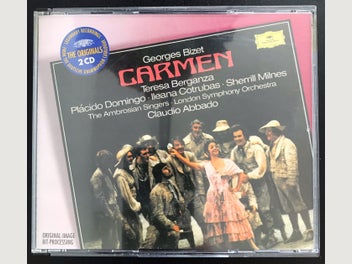 THE ORIGINALS
2 CD
Georges Bizet
CARMEN
Teresa Berganza
Plácido Domingo · Ileana Cotrubas · Sherrill Milnes
The Ambrosian Singers · London Symphony Orchestra
Claudio Abbado
ORIGINAL-IMAGE
BIT-PROCESSING